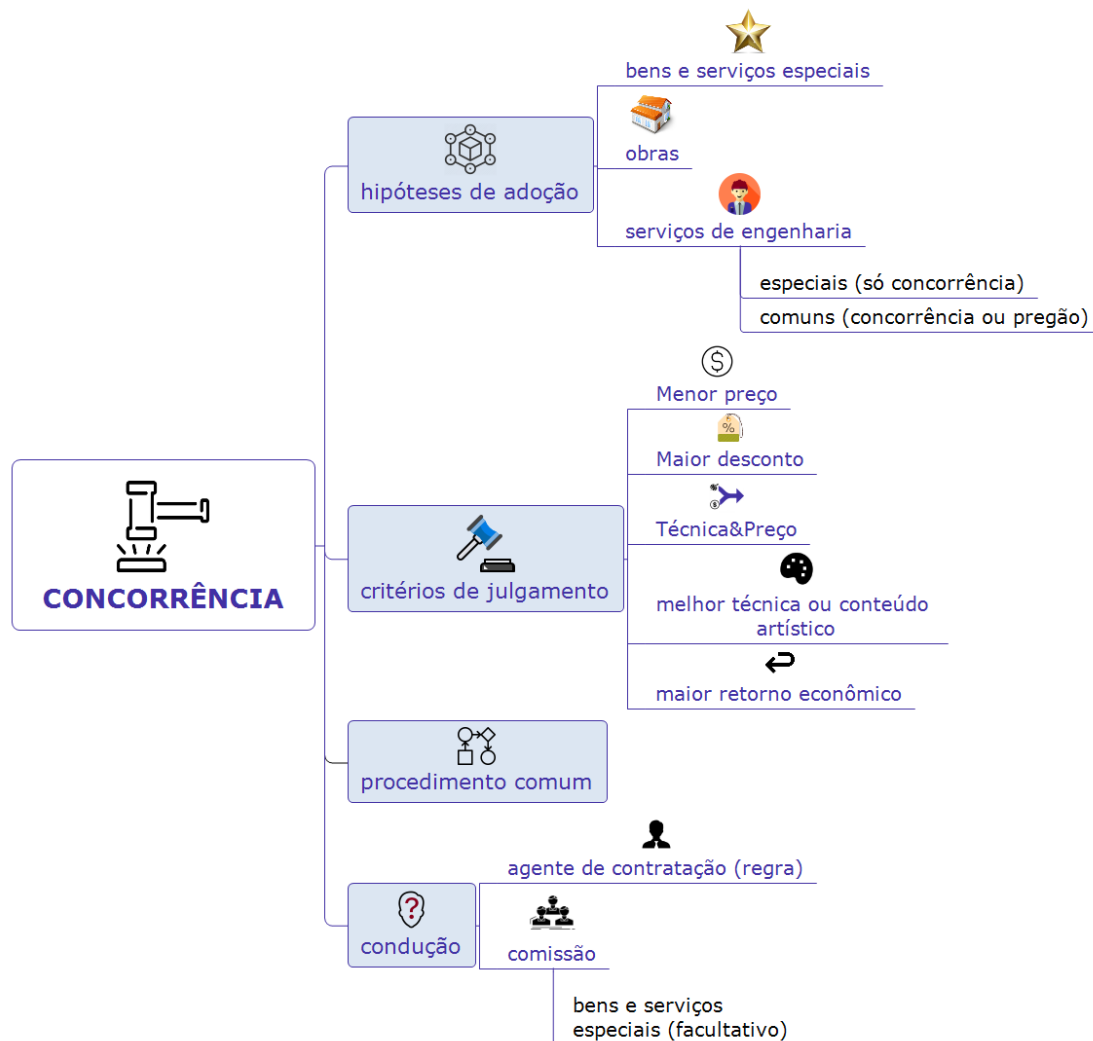 CONCORRÊNCIA
hipóteses de adoção
bens e serviços especiais
obras
serviços de engenharia
especiais (só concorrência)
comuns (concorrência ou pregão)
critérios de julgamento
$
Menor preço
%
Maior desconto
$
Técnica&Preço
melhor técnica ou conteúdo
artístico
maior retorno econômico
procedimento comum
?
condução
agente de contratação (regra)
comissão
bens e serviços
especiais (facultativo)